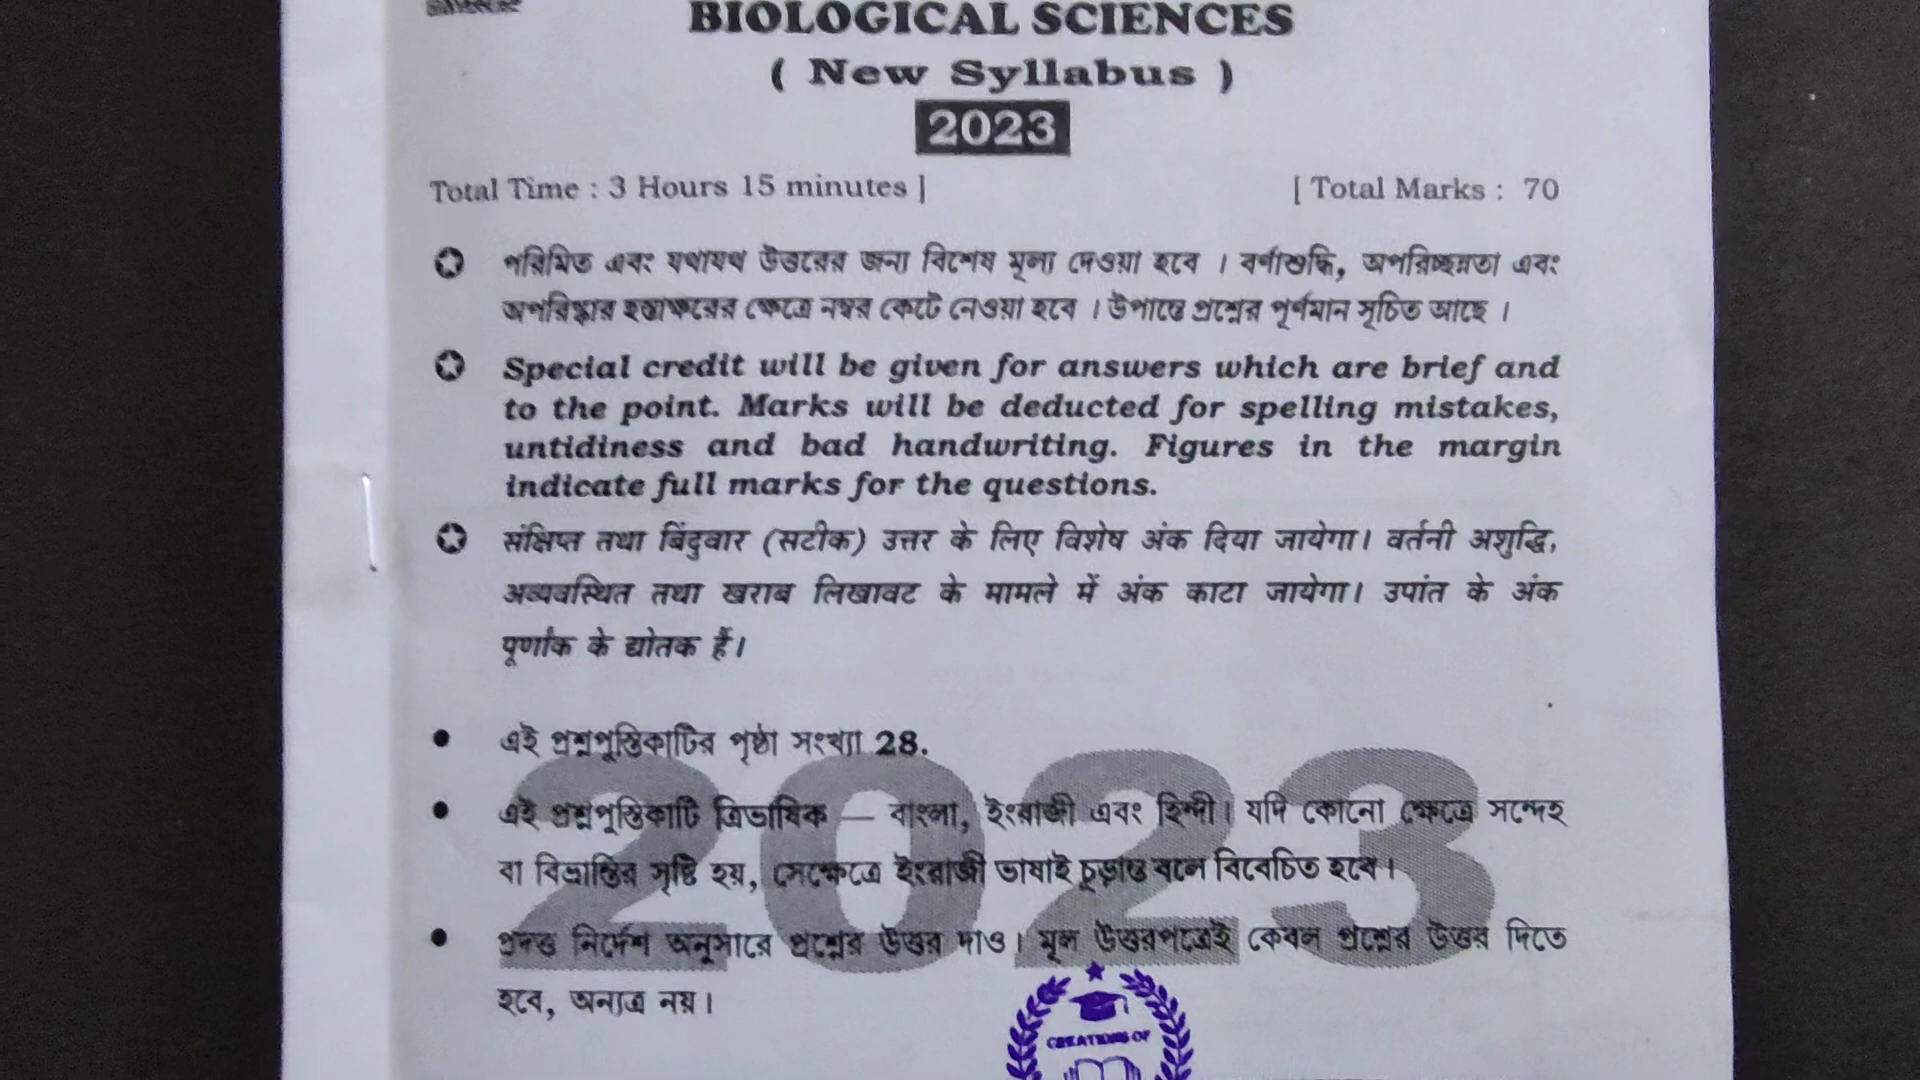 BIOLOGICAL SCIENCES
( New Syllabus )
2023
Total Time : 3 Hours 15 minutes ]
[ Total Marks : 70
পরিমিত এবং যথাযথ উত্তরের জন্য বিশেষ মূল্য দেওয়া হবে । বর্ণাশুদ্ধি, অপরিচ্ছন্নতা এবং
অপরিষ্কার হস্তাক্ষরের ক্ষেত্রে নম্বর কেটে নেওয়া হবে । উপান্তে প্রশ্নের পূর্ণমান সূচিত আছে ।
Special credit will be given for answers which are brief and
to the point. Marks will be deducted for spelling mistakes,
untidiness and bad handwriting. Figures in the margin
indicate full marks for the questions.
संक्षिप्त तथा बिंदुवार (सटीक) उत्तर के लिए विशेष अंक दिया जायेगा। वर्तनी अशुद्धि,
अव्यवस्थित तथा खराब लिखावट के मामले में अंक काटा जायेगा। उपांत के अंक
पूर्णांक के द्योतक हैं।
2023
এই প্রশ্নপুস্তিকাটির পৃষ্ঠা সংখ্যা 28.
এই প্রশ্নপুস্তিকাটি ত্রিভাষিক — বাংলা, ইংরাজী এবং হিন্দী। যদি কোনো ক্ষেত্রে সন্দেহ
বা বিভ্রান্তির সৃষ্টি হয়, সেক্ষেত্রে ইংরাজী ভাষাই চূড়ান্ত বলে বিবেচিত হবে।
প্রদত্ত নির্দেশ অনুসারে প্রশ্নের উত্তর দাও। মূল উত্তরপত্রেই কেবল প্রশ্নের উত্তর দিতে
হবে, অন্যত্র নয়।
CREATIONS OF